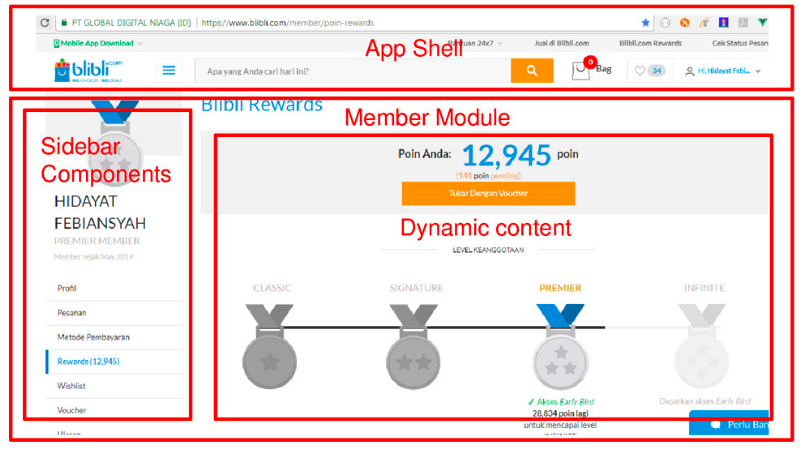 PT GLOBAL DIGITAL NIAGA [ID] https://www.blibli.com/member/poin-rewards
Mobile App Download
App Shell
Bantuan 24x7
Jual di Blibli.com
Blibli.com Rewards
Cek Status Pesan
blibli.com
BIG CHOICES BIG DEALS
Apa yang Anda cari hari ini?
0
Bag
34
Hi, Hidayat Febi...
Blibli Rewards
Member Module
Sidebar
Components
HIDAYAT
FEBIANSYAH
PREMIER MEMBER
Member sejak May 2014
Profil
Pesanan
Metode Pembayaran
Rewards (12,945)
Wishlist
Voucher
Ulasan
Poin Anda: 12,945 poin
(141 poin pending)
Tukar Dengan Voucher
Dynamic content
LEVEL KEANGGOTAAN
CLASSIC
SIGNATURE
PREMIER
INFINITE
✓ Akses Early Bird
28,834 poin lagi
untuk mencapai level
INFINITE
Dapatkan akses Early Bird
Perlu Ban